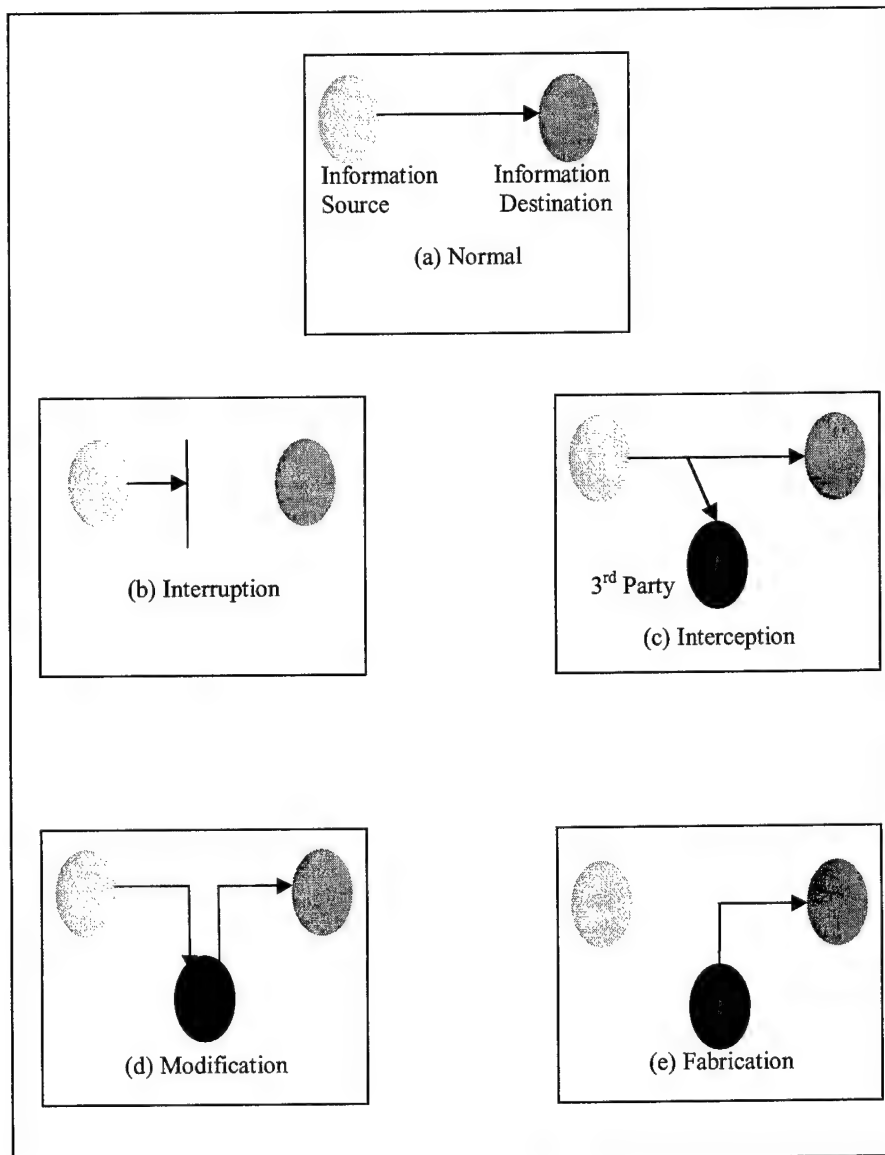 Information Information
Source Destination
(a) Normal
(b) Interruption
3rd Party
(c) Interception
(d) Modification
(e) Fabrication